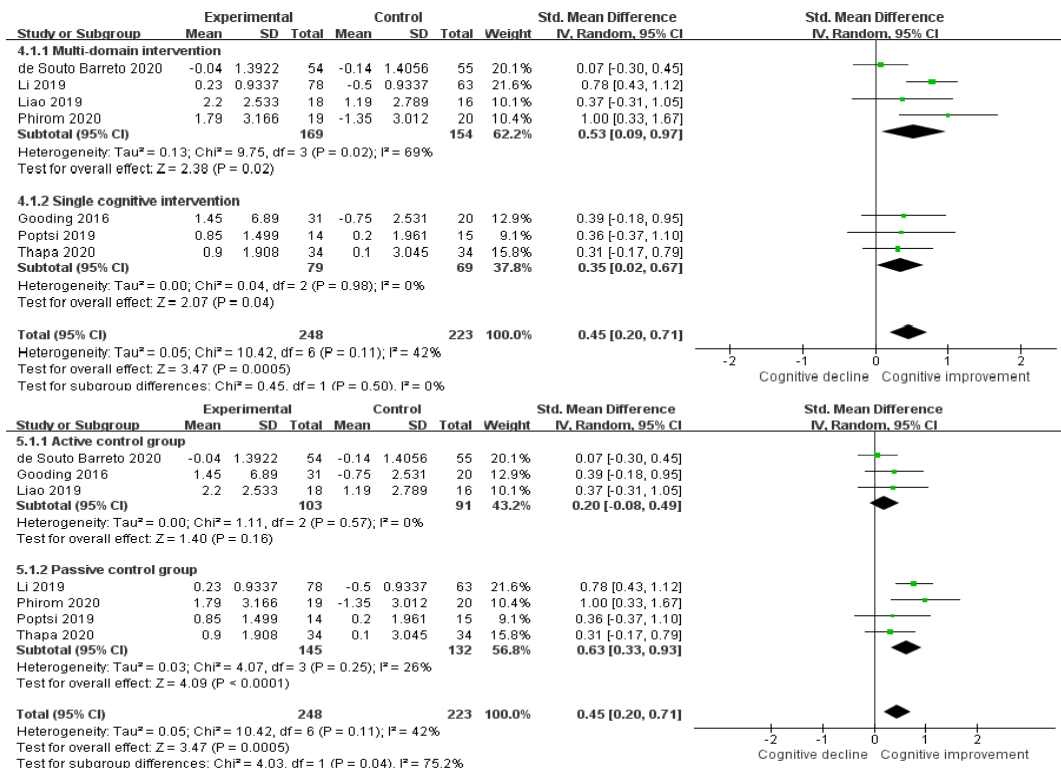 Experimental Control Std. Mean Difference Std. Mean Difference
Study or Subgroup Mean SD Total Mean SD Total Weight IV, Random, 95% CI IV, Random, 95% CI
4.1.1 Multi-domain intervention
de Souto Barreto 2020 -0.04 1.3922 54 -0.14 1.4056 55 20.1% 0.07 [-0.30, 0.45]
Li 2019 0.23 0.9337 78 -0.5 0.9337 63 21.6% 0.78 [0.43, 1.12]
Liao 2019 2.2 2.533 18 1.19 2.789 16 10.1% 0.37 [-0.31, 1.05]
Phirom 2020 1.79 3.166 19 -1.35 3.012 20 10.4% 1.00 [0.33, 1.67]
Subtotal (95% CI) 169 154 62.2% 0.53 [0.09, 0.97]
Heterogeneity: Tau² = 0.13; Chi² = 9.75, df = 3 (P = 0.02); I² = 69%
Test for overall effect: Z = 2.38 (P = 0.02)
4.1.2 Single cognitive intervention
Gooding 2016 1.45 6.89 31 -0.75 2.531 20 12.9% 0.39 [-0.18, 0.95]
Poptsi 2019 0.85 1.499 14 0.2 1.961 15 9.1% 0.36 [-0.37, 1.10]
Thapa 2020 0.9 1.908 34 0.1 3.045 34 15.8% 0.31 [-0.17, 0.79]
Subtotal (95% CI) 79 69 37.8% 0.35 [0.02, 0.67]
Heterogeneity: Tau² = 0.00; Chi² = 0.04, df = 2 (P = 0.98); I² = 0%
Test for overall effect: Z = 2.07 (P = 0.04)
Total (95% CI) 248 223 100.0% 0.45 [0.20, 0.71]
Heterogeneity: Tau² = 0.05; Chi² = 10.42, df = 6 (P = 0.11); I² = 42%
Test for overall effect: Z = 3.47 (P = 0.0005)
Test for subgroup differences: Chi² = 0.45. df = 1 (P = 0.50). I² = 0%
-2 -1 0 1 2
Cognitive decline Cognitive improvement
Experimental Control Std. Mean Difference Std. Mean Difference
Study or Subgroup Mean SD Total Mean SD Total Weight IV, Random, 95% CI IV, Random, 95% CI
5.1.1 Active control group
de Souto Barreto 2020 -0.04 1.3922 54 -0.14 1.4056 55 20.1% 0.07 [-0.30, 0.45]
Gooding 2016 1.45 6.89 31 -0.75 2.531 20 12.9% 0.39 [-0.18, 0.95]
Liao 2019 2.2 2.533 18 1.19 2.789 16 10.1% 0.37 [-0.31, 1.05]
Subtotal (95% CI) 103 91 43.2% 0.20 [-0.08, 0.49]
Heterogeneity: Tau² = 0.00; Chi² = 1.11, df = 2 (P = 0.57); I² = 0%
Test for overall effect: Z = 1.40 (P = 0.16)
5.1.2 Passive control group
Li 2019 0.23 0.9337 78 -0.5 0.9337 63 21.6% 0.78 [0.43, 1.12]
Phirom 2020 1.79 3.166 19 -1.35 3.012 20 10.4% 1.00 [0.33, 1.67]
Poptsi 2019 0.85 1.499 14 0.2 1.961 15 9.1% 0.36 [-0.37, 1.10]
Thapa 2020 0.9 1.908 34 0.1 3.045 34 15.8% 0.31 [-0.17, 0.79]
Subtotal (95% CI) 145 132 56.8% 0.63 [0.33, 0.93]
Heterogeneity: Tau² = 0.03; Chi² = 4.07, df = 3 (P = 0.25); I² = 26%
Test for overall effect: Z = 4.09 (P < 0.0001)
Total (95% CI) 248 223 100.0% 0.45 [0.20, 0.71]
Heterogeneity: Tau² = 0.05; Chi² = 10.42, df = 6 (P = 0.11); I² = 42%
Test for overall effect: Z = 3.47 (P = 0.0005)
Test for subgroup differences: Chi² = 4.03. df = 1 (P = 0.04). I² = 75.2%
-2 -1 0 1 2
Cognitive decline Cognitive improvement